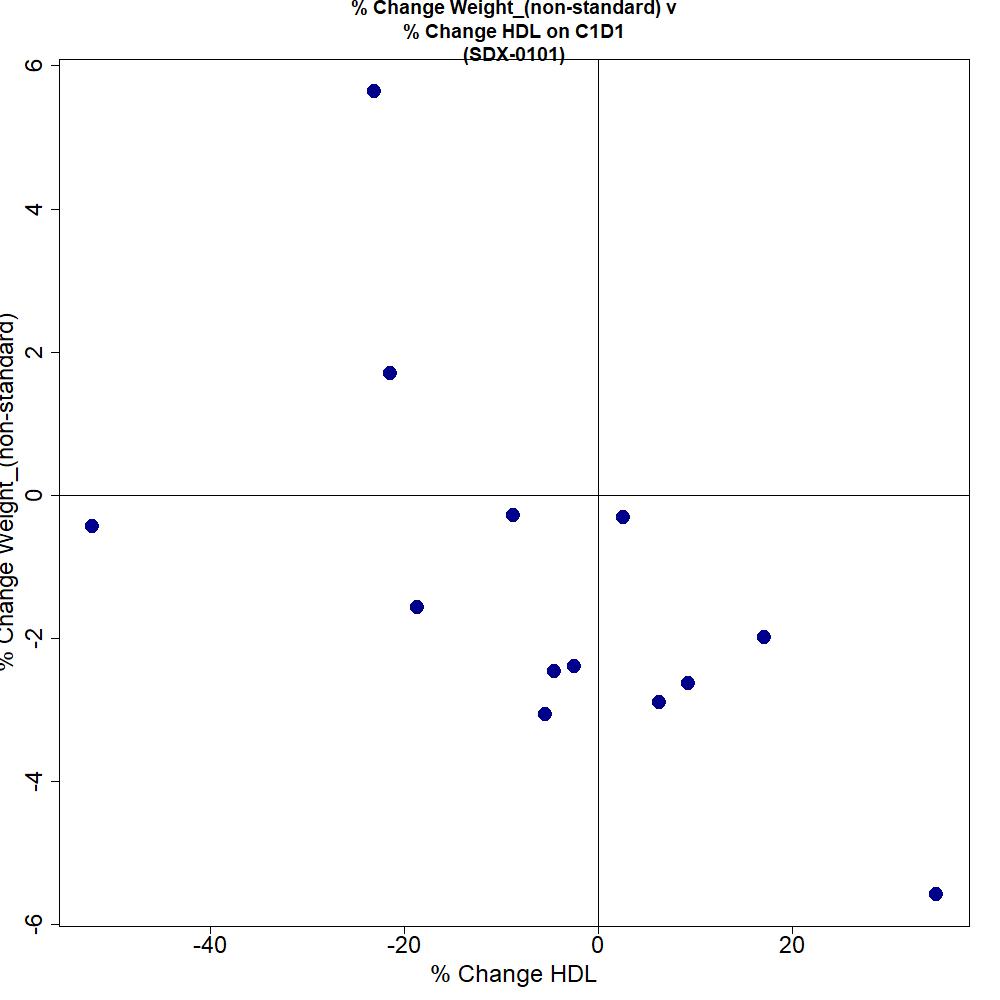 % Change Weight_(non-standard) v
% Change HDL on C1D1
(SDX-0101)
% Change Weight_(non-standard)
6
4
2
0
-2
-4
-6
-40
-20
0
20
% Change HDL